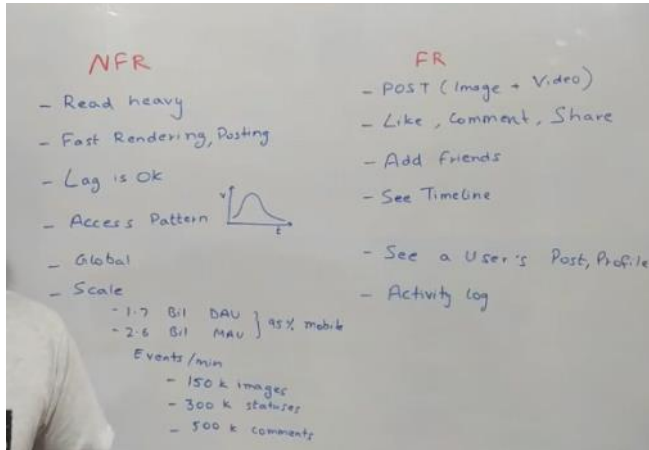 NFR
- Read heavy
- Fast Rendering, Posting
- Lag is Ok
- Access Pattern
v
t
- Global
- Scale
- 1.7 Bil DAU
- 2.6 Bil MAU
95% mobile
Events/min
- 150 k images
- 300 k statuses
- 500 k comments
FR
- POST (Image + Video)
- Like, Comment, Share
- Add friends
- See Timeline
- See a User's Post, Profile
- Activity log